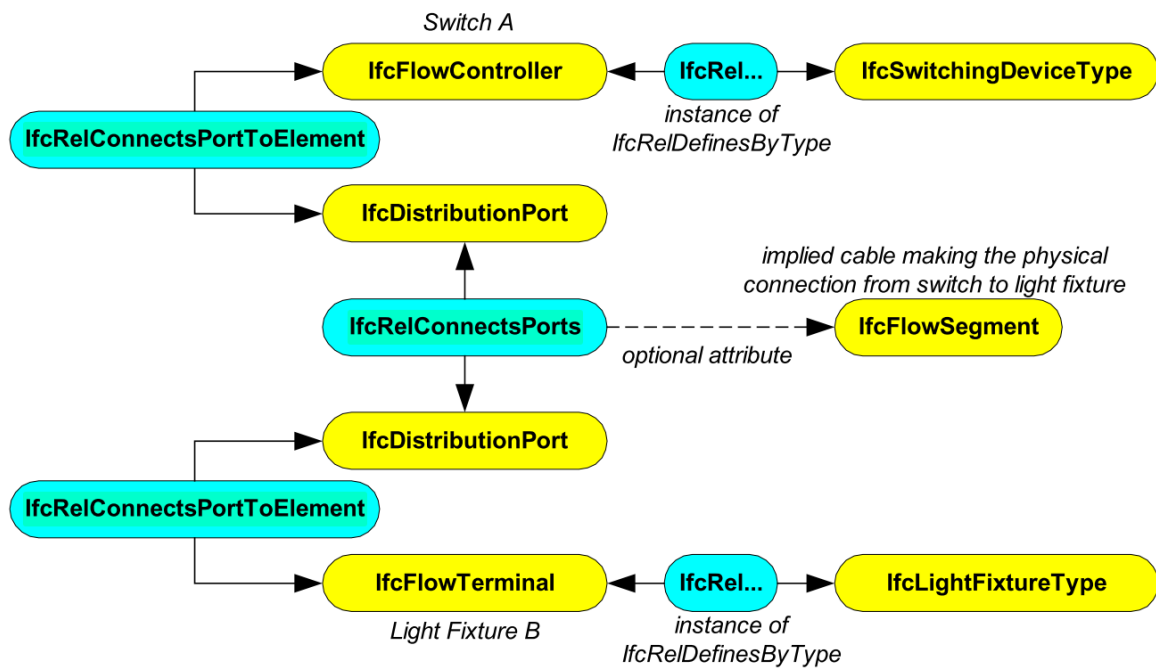 Switch A
IfcFlowController
IfcRel...
IfcSwitchingDeviceType
instance of
IfcRelDefinesByType
IfcRelConnectsPortToElement
IfcDistributionPort
implied cable making the physical
connection from switch to light fixture
IfcRelConnectsPorts
IfcFlowSegment
optional attribute
IfcDistributionPort
IfcRelConnectsPortToElement
IfcFlowTerminal
IfcRel...
IfcLightFixtureType
Light Fixture B
instance of
IfcRelDefinesByType